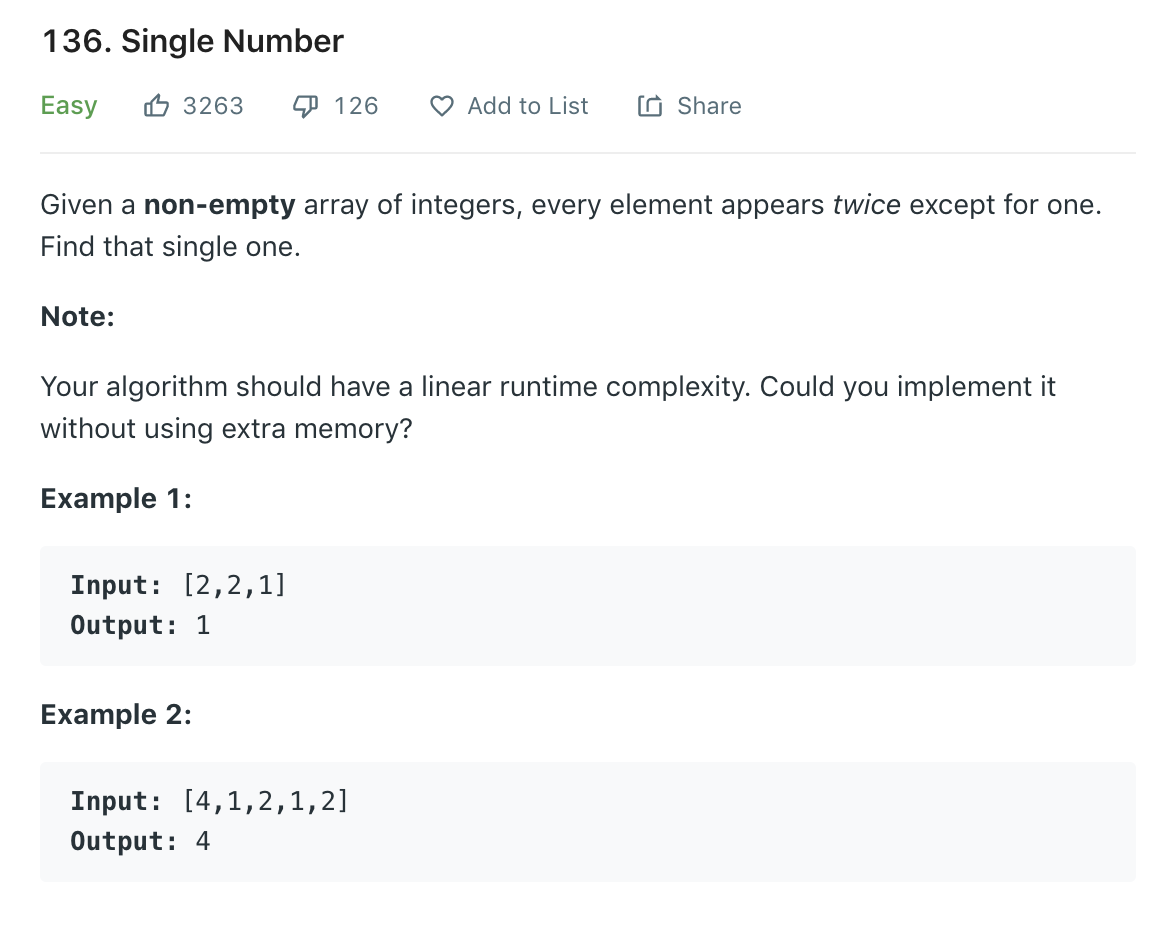 136. Single Number
Easy 3263 126 Add to List Share
Given a non-empty array of integers, every element appears twice except for one.
Find that single one.
Note:
Your algorithm should have a linear runtime complexity. Could you implement it
without using extra memory?
Example 1:
Input: [2,2,1]
Output: 1
Example 2:
Input: [4,1,2,1,2]
Output: 4